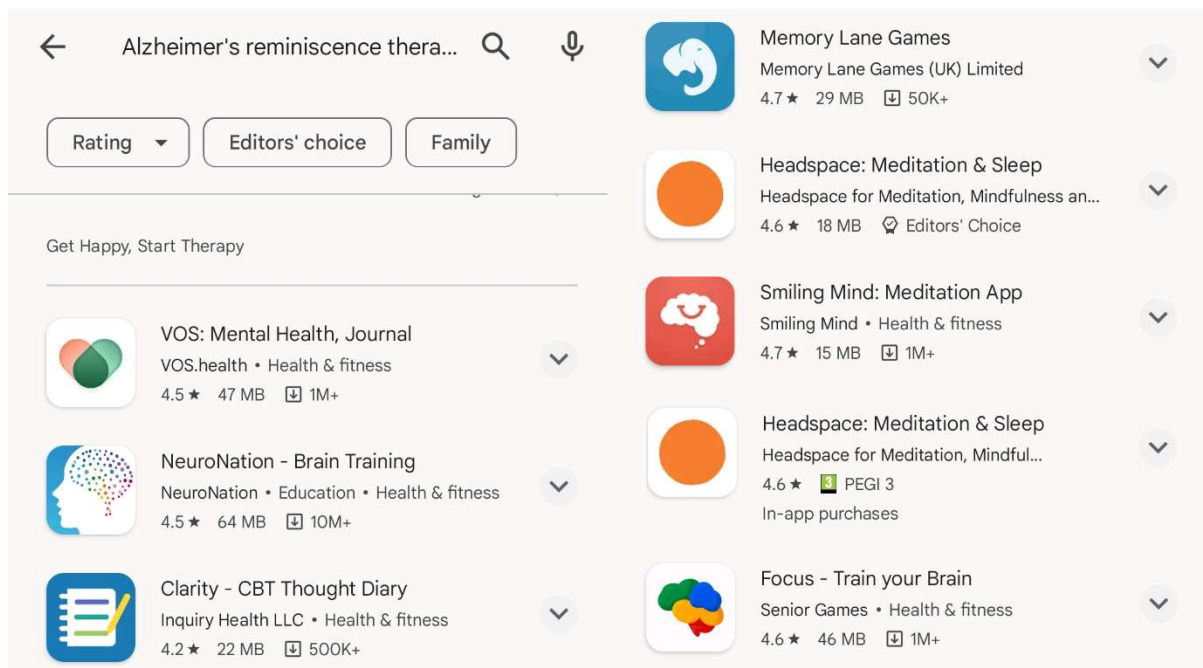 Alzheimer's reminiscence thera...
Rating
Editors' choice
Family
Get Happy, Start Therapy
VOS: Mental Health, Journal
VOS.health • Health & fitness
4.5★ 47 MB 1M+
NeuroNation - Brain Training
NeuroNation • Education • Health & fitness
4.5★ 64 MB 10M+
Clarity - CBT Thought Diary
Inquiry Health LLC • Health & fitness
4.2★ 22 MB 500K+
Memory Lane Games
Memory Lane Games (UK) Limited
4.7★ 29 MB 50K+
Headspace: Meditation & Sleep
Headspace for Meditation, Mindfulness an...
4.6★ 18 MB Editors' Choice
Smiling Mind: Meditation App
Smiling Mind • Health & fitness
4.7★ 15 MB 1M+
Headspace: Meditation & Sleep
Headspace for Meditation, Mindful...
4.6★ 3 PEGI 3
In-app purchases
Focus - Train your Brain
Senior Games • Health & fitness
4.6★ 46 MB 1M+